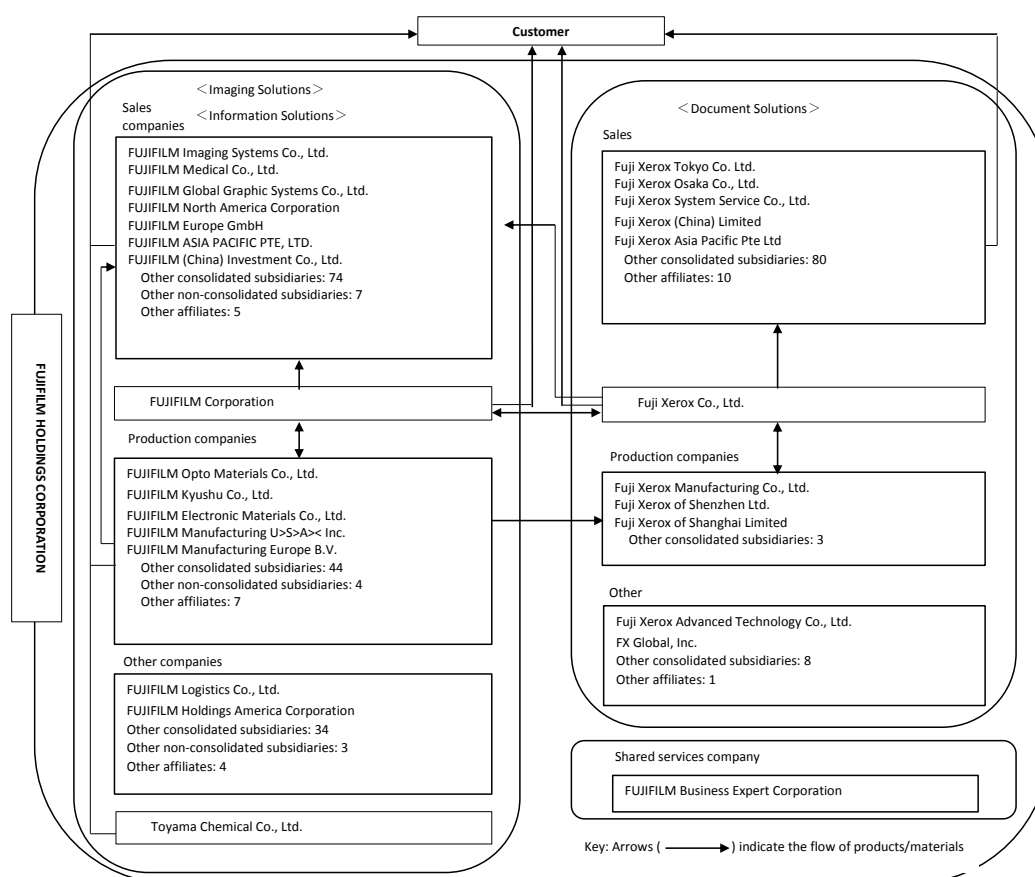 Customer
FUJIFILM HOLDINGS CORPORATION
<Imaging Solutions>
Sales
companies
<Information Solutions>
FUJIFILM Imaging Systems Co., Ltd.
FUJIFILM Medical Co., Ltd.
FUJIFILM Global Graphic Systems Co., Ltd.
FUJIFILM North America Corporation
FUJIFILM Europe GmbH
FUJIFILM ASIA PACIFIC PTE, LTD.
FUJIFILM (China) Investment Co., Ltd.
Other consolidated subsidiaries: 74
Other non-consolidated subsidiaries: 7
Other affiliates: 5
FUJIFILM Corporation
Production companies
FUJIFILM Opto Materials Co., Ltd.
FUJIFILM Kyushu Co., Ltd.
FUJIFILM Electronic Materials Co., Ltd.
FUJIFILM Manufacturing U>S>A>< Inc.
FUJIFILM Manufacturing Europe B.V.
Other consolidated subsidiaries: 44
Other non-consolidated subsidiaries: 4
Other affiliates: 7
Other companies
FUJIFILM Logistics Co., Ltd.
FUJIFILM Holdings America Corporation
Other consolidated subsidiaries: 34
Other non-consolidated subsidiaries: 3
Other affiliates: 4
Toyama Chemical Co., Ltd.
<Document Solutions>
Sales
Fuji Xerox Tokyo Co. Ltd.
Fuji Xerox Osaka Co., Ltd.
Fuji Xerox System Service Co., Ltd.
Fuji Xerox (China) Limited
Fuji Xerox Asia Pacific Pte Ltd
Other consolidated subsidiaries: 80
Other affiliates: 10
Fuji Xerox Co., Ltd.
Production companies
Fuji Xerox Manufacturing Co., Ltd.
Fuji Xerox of Shenzhen Ltd.
Fuji Xerox of Shanghai Limited
Other consolidated subsidiaries: 3
Other
Fuji Xerox Advanced Technology Co., Ltd.
FX Global, Inc.
Other consolidated subsidiaries: 8
Other affiliates: 1
Shared services company
FUJIFILM Business Expert Corporation
Key: Arrows ( ) indicate the flow of products/materials